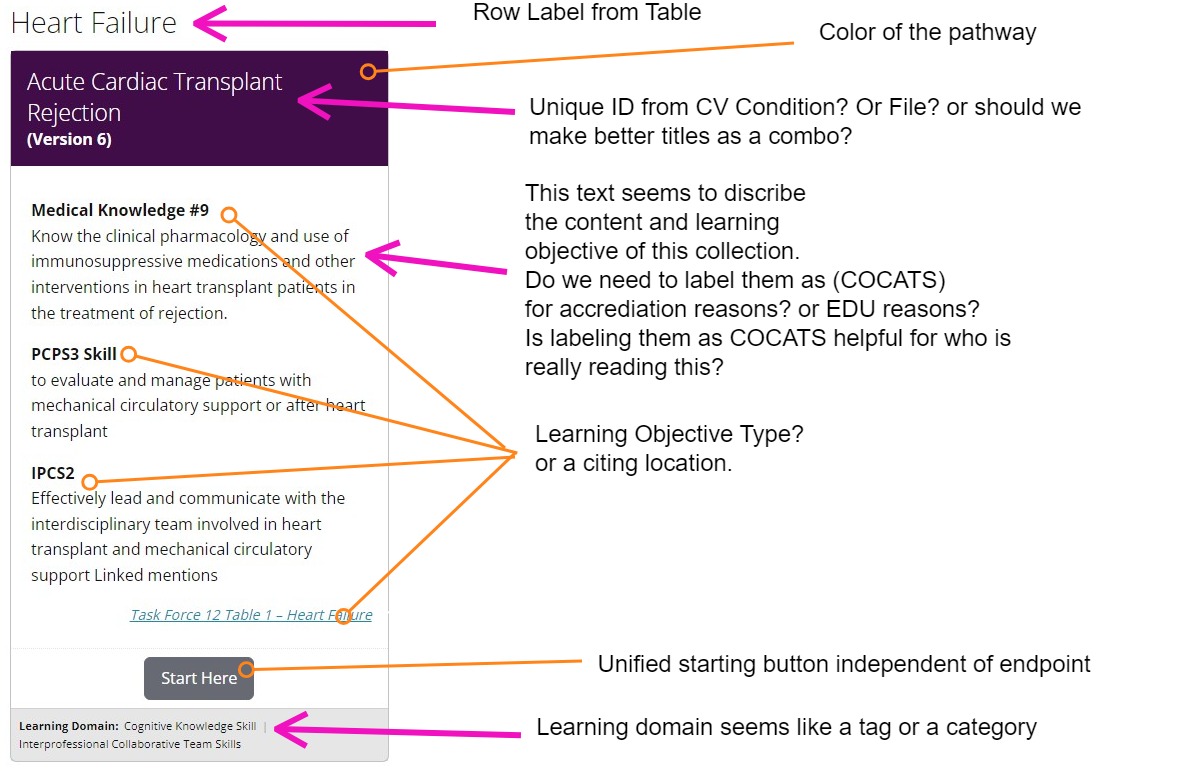 Heart Failure
Row Label from Table
Color of the pathway
Acute Cardiac Transplant
Rejection
(Version 6)
Unique ID from CV Condition? Or File? or should we
make better titles as a combo?
Medical Knowledge #9
Know the clinical pharmacology and use of
immunosuppressive medications and other
interventions in heart transplant patients in
the treatment of rejection.
This text seems to discribe
the content and learning
objective of this collection.
Do we need to label them as (COCATS)
for accrediation reasons? or EDU reasons?
Is labeling them as COCATS helpful for who is
really reading this?
PCPS3 Skill
to evaluate and manage patients with
mechanical circulatory support or after heart
transplant
Learning Objective Type?
or a citing location.
IPCS2
Effectively lead and communicate with the
interdisciplinary team involved in heart
transplant and mechanical circulatory
support Linked mentions
Task Force 12 Table 1 – Heart Failure
Start Here
Unified starting button independent of endpoint
Learning Domain: Cognitive Knowledge Skill |
Interprofessional Collaborative Team Skills
Learning domain seems like a tag or a category